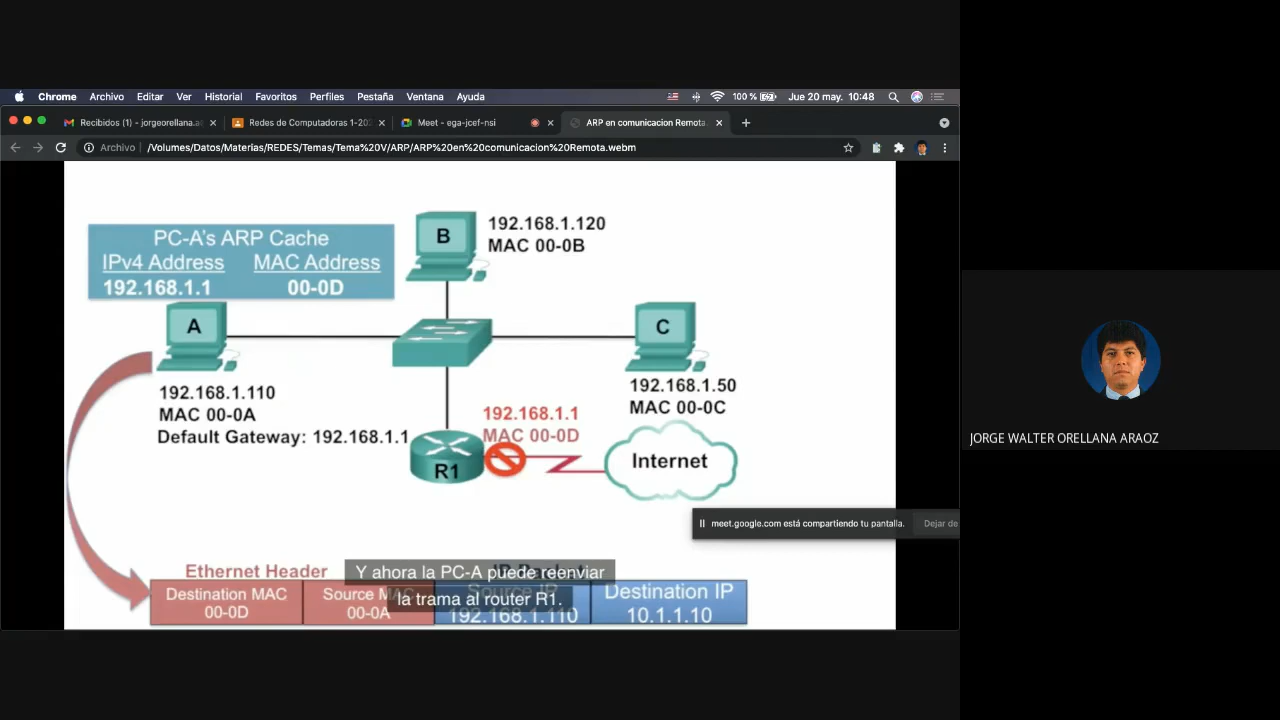 Chrome Archivo Editar Ver Historial Favoritos Perfiles Pestaña Ventana Ayuda 100 % Jue 20 may. 10:48
Recibidos (1) - jorgeorellana.a
Redes de Computadoras 1-20
Meet - ega-jcef-nsi
ARP en comunicacion Remota.
Archivo /Volumes/Datos/Materias/REDES/Temas/Tema%20V/ARP/ARP%20en%20comunicacion%20Remota.webm
PC-A's ARP Cache
IPv4 Address MAC Address
192.168.1.1 00-0D
B
192.168.1.120
MAC 00-0B
A
192.168.1.110
MAC 00-0A
Default Gateway: 192.168.1.1
C
192.168.1.50
MAC 00-0C
192.168.1.1
MAC 00-0D
R1
Internet
meet.google.com está compartiendo tu pantalla. Dejar de
JORGE WALTER ORELLANA ARAOZ
Ethernet Header
Y ahora la PC-A puede reenviar
la trama al router R1.
Destination MAC
00-0D
Source
00-0A
Source IP
192.168.1.110
Destination IP
10.1.1.10